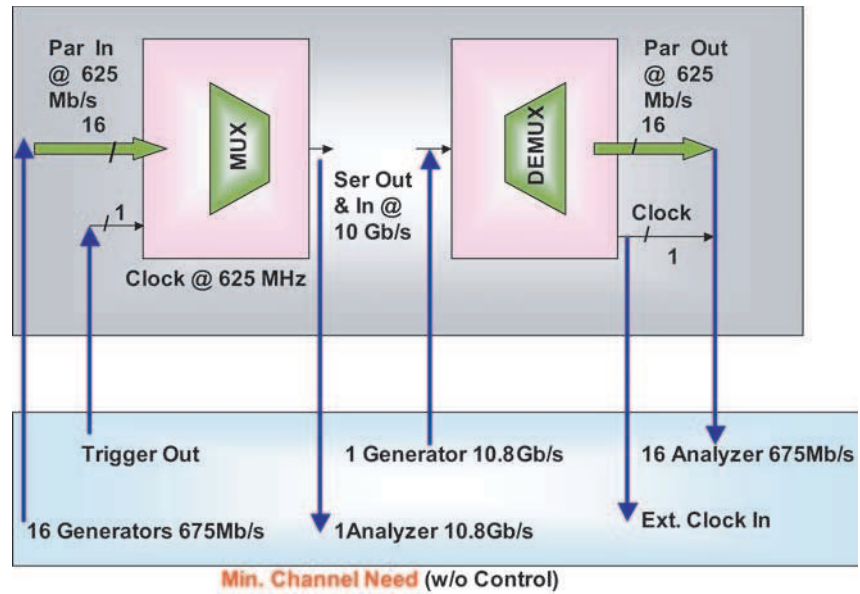 Par In
@ 625
Mb/s
16
MUX
1
Clock @ 625 MHz
Ser Out
& In @
10 Gb/s
DEMUX
Par Out
@ 625
Mb/s
16
Clock
1
Trigger Out
1 Generator 10.8Gb/s
16 Analyzer 675Mb/s
16 Generators 675Mb/s
1Analyzer 10.8Gb/s
Ext. Clock In
Min. Channel Need (w/o Control)